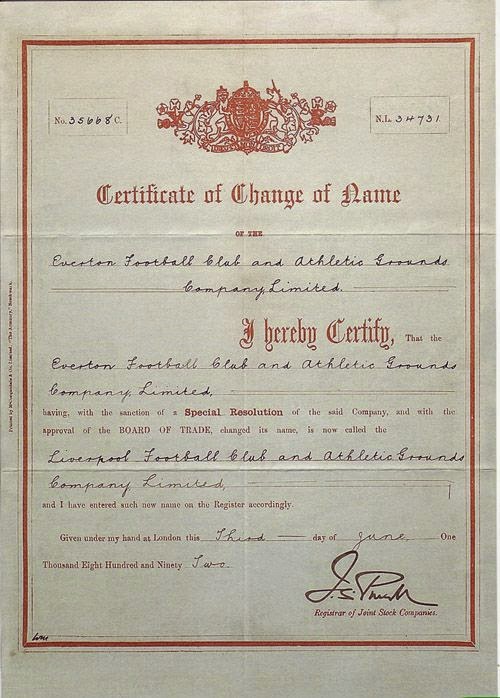 No. 35668 C.
N.L. 34731
Certificate of Change of Name
OF THE
Everton Football Club and Athletic Grounds
Company, Limited.
I hereby Certify, That the
Everton Football Club and Athletic Grounds
Company, Limited,
having, with the sanction of a Special Resolution of the said Company, and with the
approval of the BOARD OF TRADE, changed its name, is now called the
Liverpool Football Club and Athletic Grounds
Company Limited,
and I have entered such new name on the Register accordingly.
Given under my hand at London this Third day of June, One
Thousand Eight Hundred and Ninety Two.
Registrar of Joint Stock Companies.